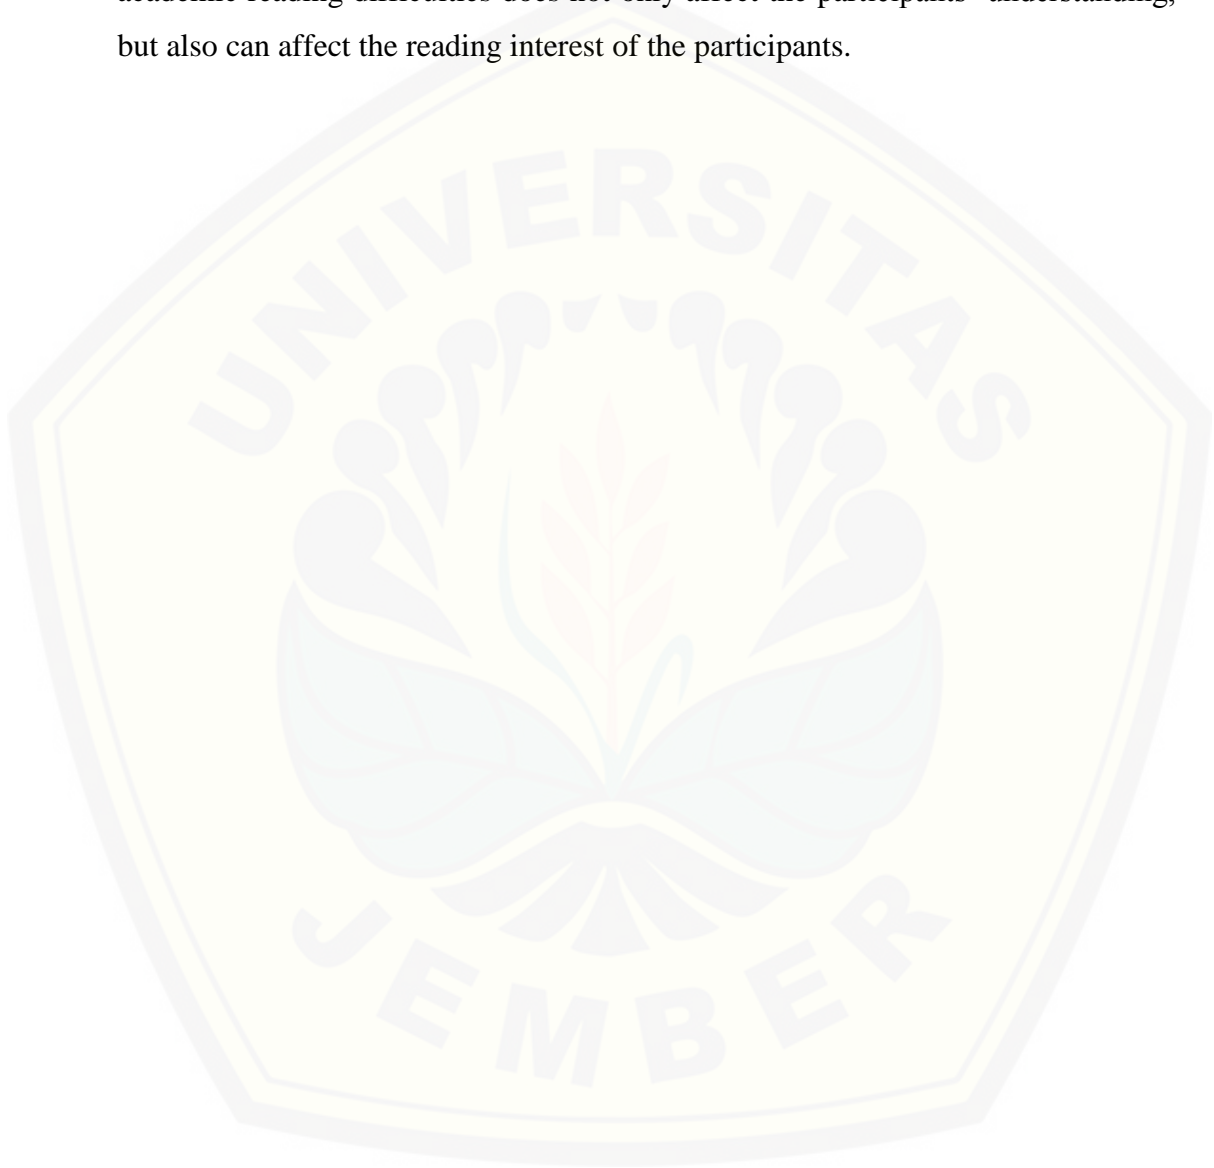 academic reading difficulties does not only affect the participants' understanding,
but also can affect the reading interest of the participants.
UNIVERSITAS
JEMBER